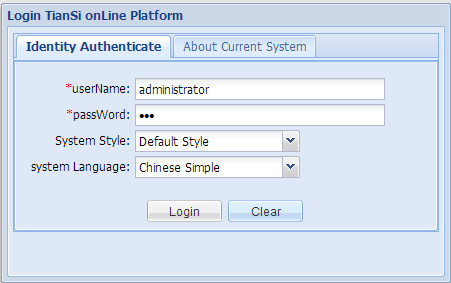 Login TianSi onLine Platform
Identity Authenticate About Current System
*userName: administrator
*passWord: •••
System Style: Default Style
system Language: Chinese Simple
Login Clear